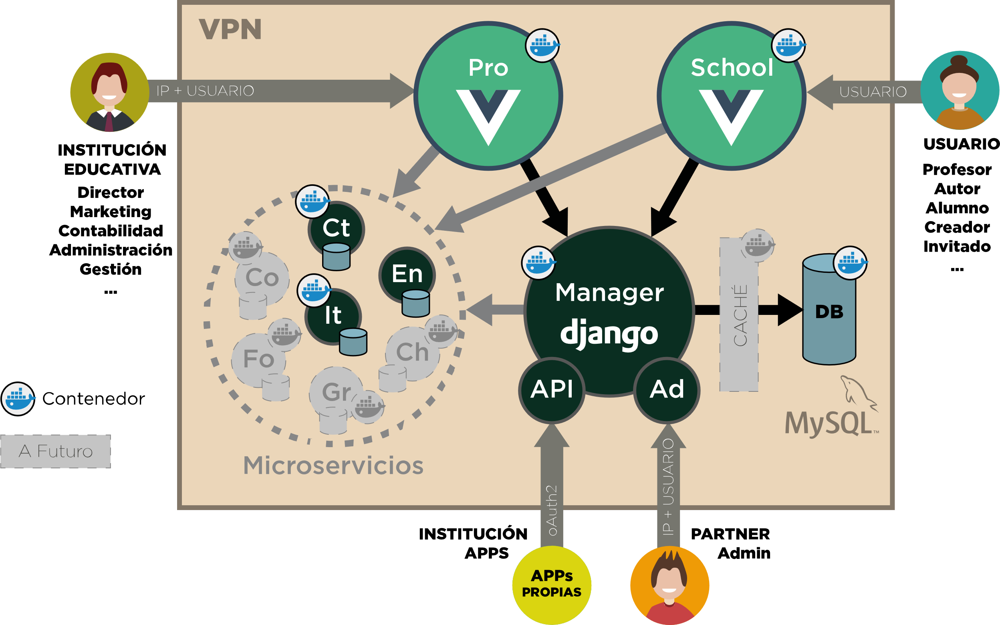 VPN
Pro
School
IP + USUARIO
USUARIO
INSTITUCIÓN
EDUCATIVA
Director
Marketing
Contabilidad
Administración
Gestión
...
USUARIO
Profesor
Autor
Alumno
Creador
Invitado
...
Ct
Co
En
It
Fo
Ch
Gr
Microservicios
Manager
django
API
Ad
CACHÉ
DB
MySQL™
Contenedor
A Futuro
oAuth2
IP + USUARIO
INSTITUCIÓN
APPS
PARTNER
Admin
APPs
PROPIAS